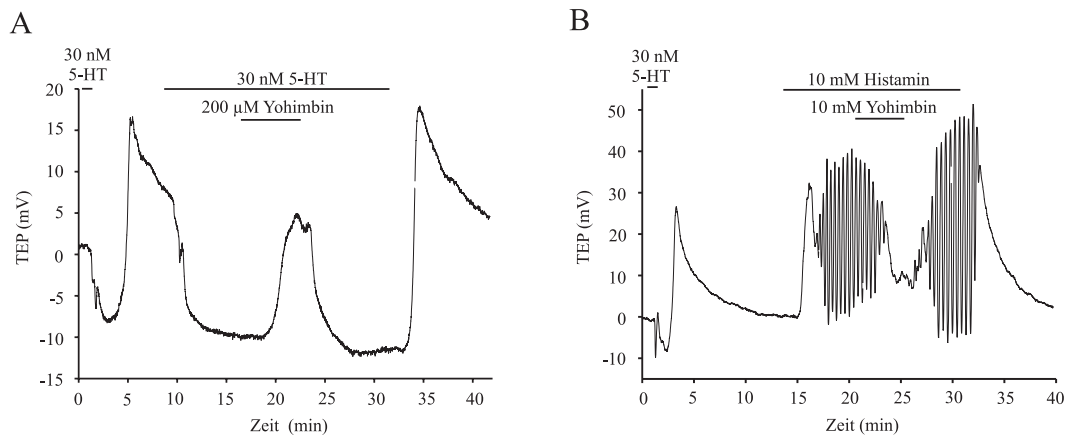 A
30 nM
5-HT
30 nM 5-HT
200 µM Yohimbin
20
15
10
5
0
-5
-10
-15
TEP (mV)
0 5 10 15 20 25 30 35 40
Zeit (min)
B
30 nM
5-HT
10 mM Histamin
10 mM Yohimbin
50
40
30
20
10
0
-10
TEP (mV)
0 5 10 15 20 25 30 35 40
Zeit (min)